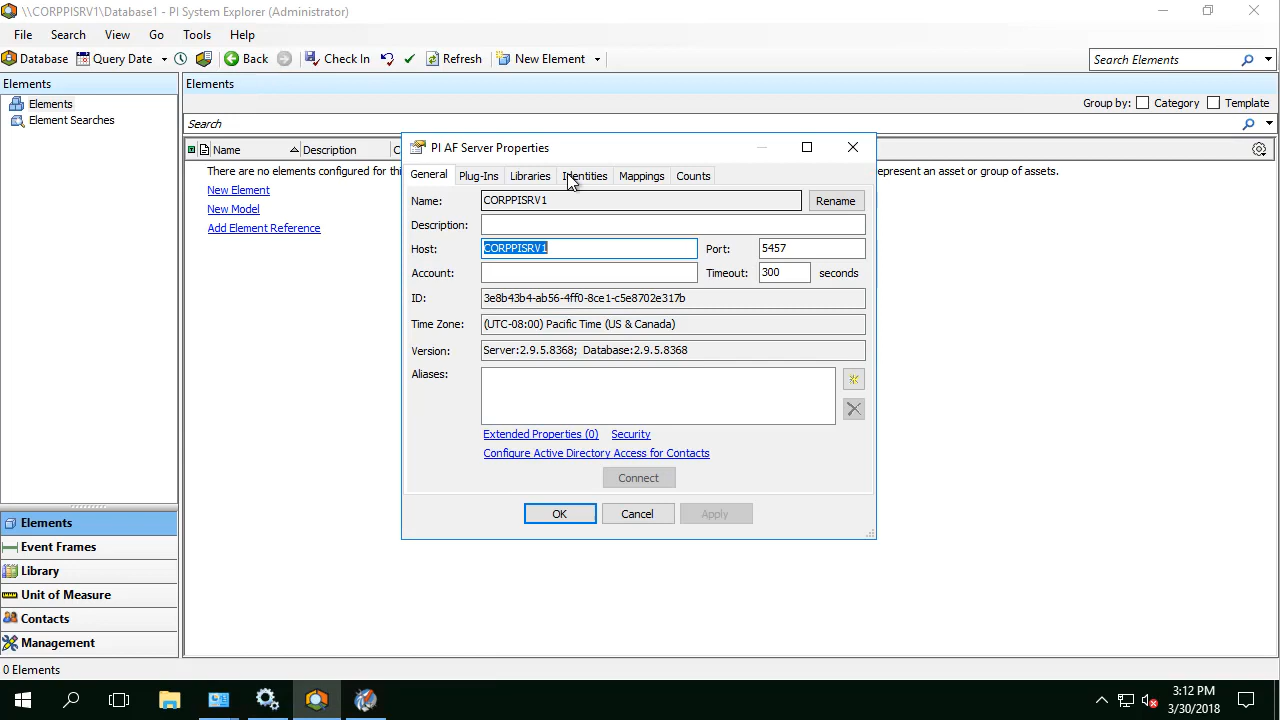 \\CORPPISRV1\Database1 - PI System Explorer (Administrator)
File Search View Go Tools Help
Database Query Date Back Check In Refresh New Element Search Elements
Elements
Elements
Element Searches
Elements
Group by: Category Template
Search
Name Description C
There are no elements configured for thi epresent an asset or group of assets.
New Element
New Model
Add Element Reference
PI AF Server Properties
General Plug-Ins Libraries Identities Mappings Counts
Name: CORPPISRV1 Rename
Description:
Host: CORPPISRV1 Port: 5457
Account: Timeout: 300 seconds
ID: 3e8b43b4-ab56-4ff0-8ce1-c5e8702e317b
Time Zone: (UTC-08:00) Pacific Time (US & Canada)
Version: Server:2.9.5.8368; Database:2.9.5.8368
Aliases:
Extended Properties (0) Security
Configure Active Directory Access for Contacts
Connect
OK Cancel Apply
Elements
Event Frames
Library
Unit of Measure
Contacts
Management
0 Elements
3:12 PM
3/30/2018